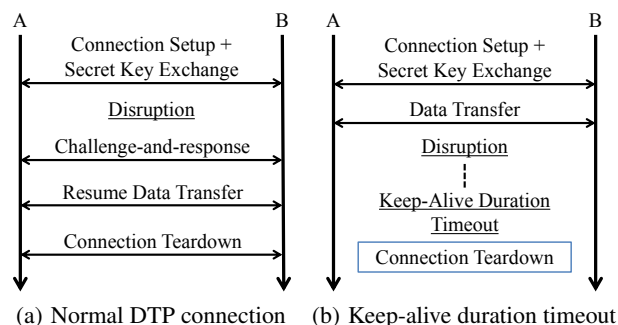 A
B
Connection Setup +
Secret Key Exchange
Disruption
Challenge-and-response
Resume Data Transfer
Connection Teardown
(a) Normal DTP connection
A
B
Connection Setup +
Secret Key Exchange
Data Transfer
Disruption
Keep-Alive Duration
Timeout
Connection Teardown
(b) Keep-alive duration timeout